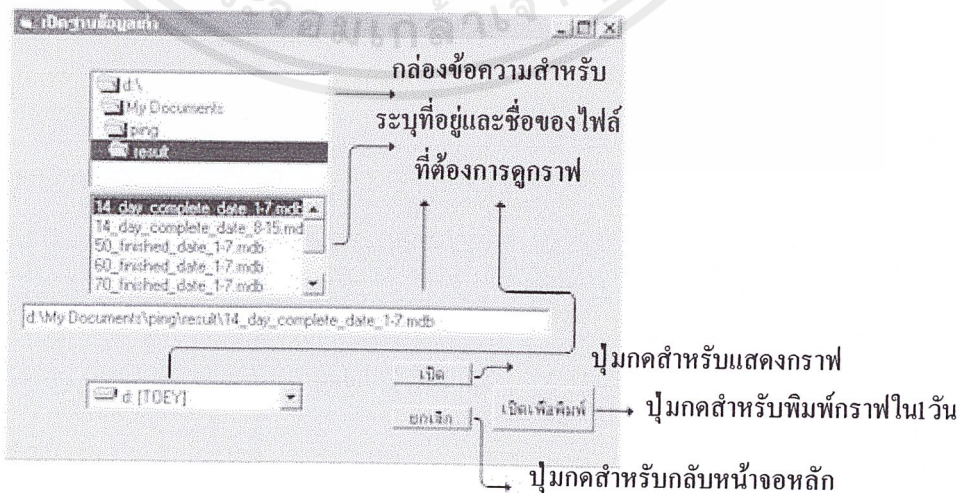 เปิดฐานข้อมูลเก่า
กล่องข้อความสำหรับ
ระบุที่อยู่และชื่อของไฟล์
ที่ต้องการดูกราฟ
d:\
My Documents
ping
result
14_day_complete_date_1-7.mdb
14_day_complete_date_8-15.md
50_finished_date_1-7.mdb
60_finished_date_1-7.mdb
70_finished_date_1-7.mdb
d:\My Documents\ping\result\14_day_complete_date_1-7.mdb
d: [TOEY]
เปิด
ยกเลิก
เปิดเพื่อพิมพ์
ปุ่มกดสำหรับแสดงกราฟ
ปุ่มกดสำหรับพิมพ์กราฟใน1วัน
ปุ่มกดสำหรับกลับหน้าจอหลัก